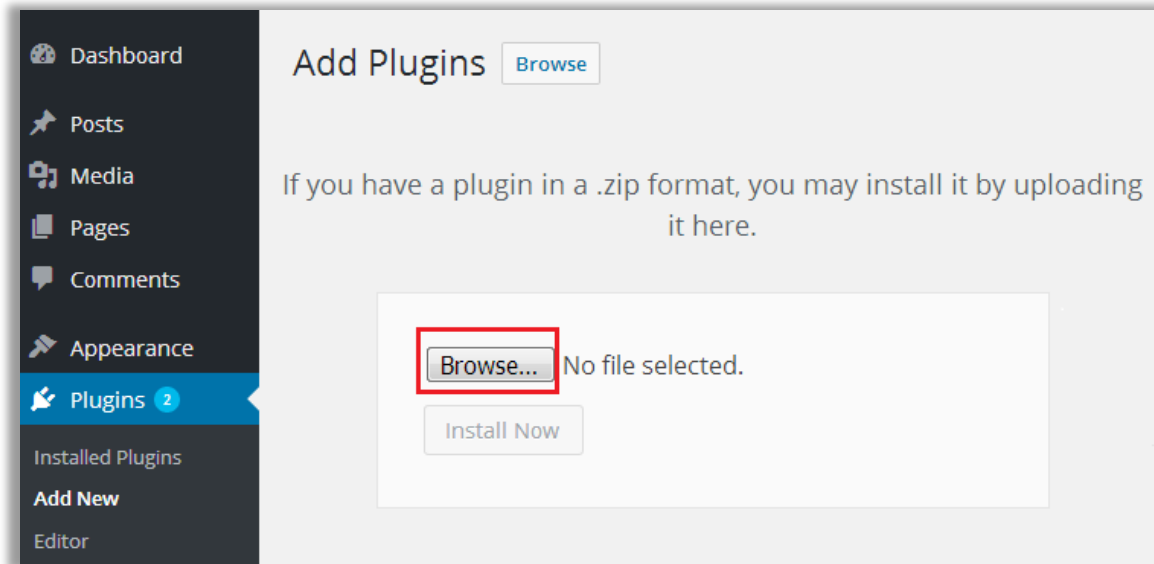 Dashboard
Posts
Media
Pages
Comments
Appearance
Plugins 2
Installed Plugins
Add New
Editor
Add Plugins Browse
If you have a plugin in a .zip format, you may install it by uploading
it here.
Browse... No file selected.
Install Now